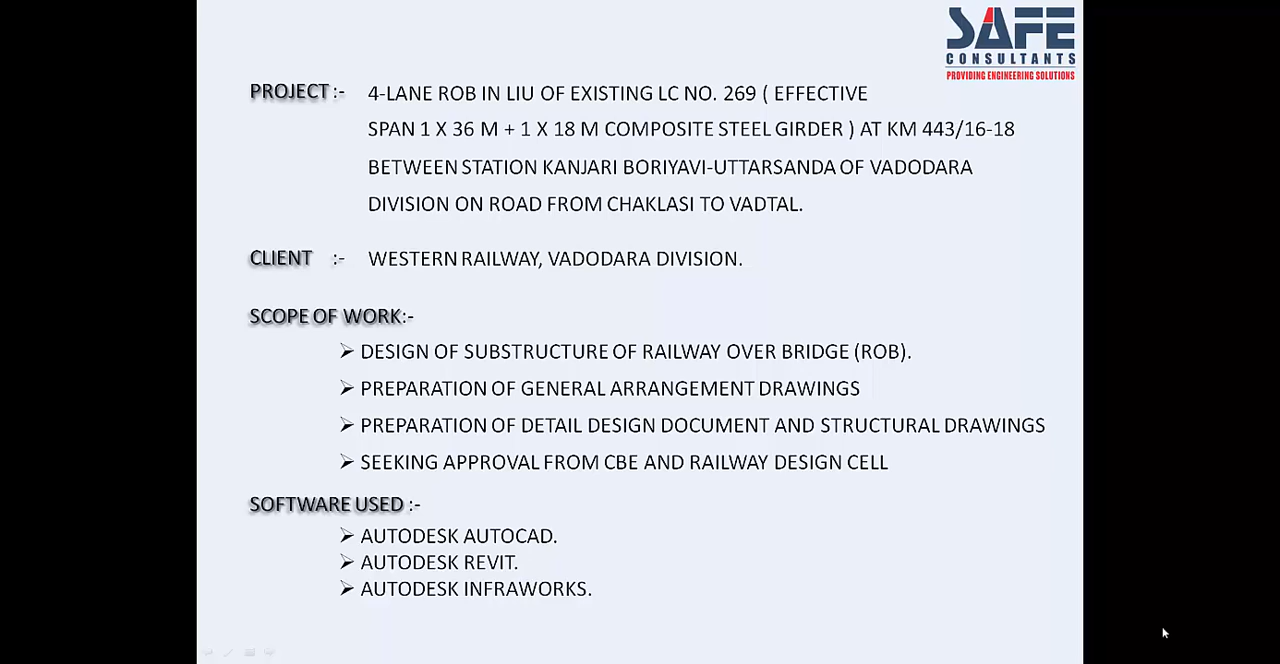 SAFE
CONSULTANTS
PROVIDING ENGINEERING SOLUTIONS
PROJECT :- 4-LANE ROB IN LIU OF EXISTING LC NO. 269 ( EFFECTIVE
SPAN 1 X 36 M + 1 X 18 M COMPOSITE STEEL GIRDER ) AT KM 443/16-18
BETWEEN STATION KANJARI BORIYAVI-UTTARSANDA OF VADODARA
DIVISION ON ROAD FROM CHAKLASI TO VADTAL.
CLIENT :- WESTERN RAILWAY, VADODARA DIVISION.
SCOPE OF WORK:-
➢ DESIGN OF SUBSTRUCTURE OF RAILWAY OVER BRIDGE (ROB).
➢ PREPARATION OF GENERAL ARRANGEMENT DRAWINGS
➢ PREPARATION OF DETAIL DESIGN DOCUMENT AND STRUCTURAL DRAWINGS
➢ SEEKING APPROVAL FROM CBE AND RAILWAY DESIGN CELL
SOFTWARE USED :-
➢ AUTODESK AUTOCAD.
➢ AUTODESK REVIT.
➢ AUTODESK INFRAWORKS.